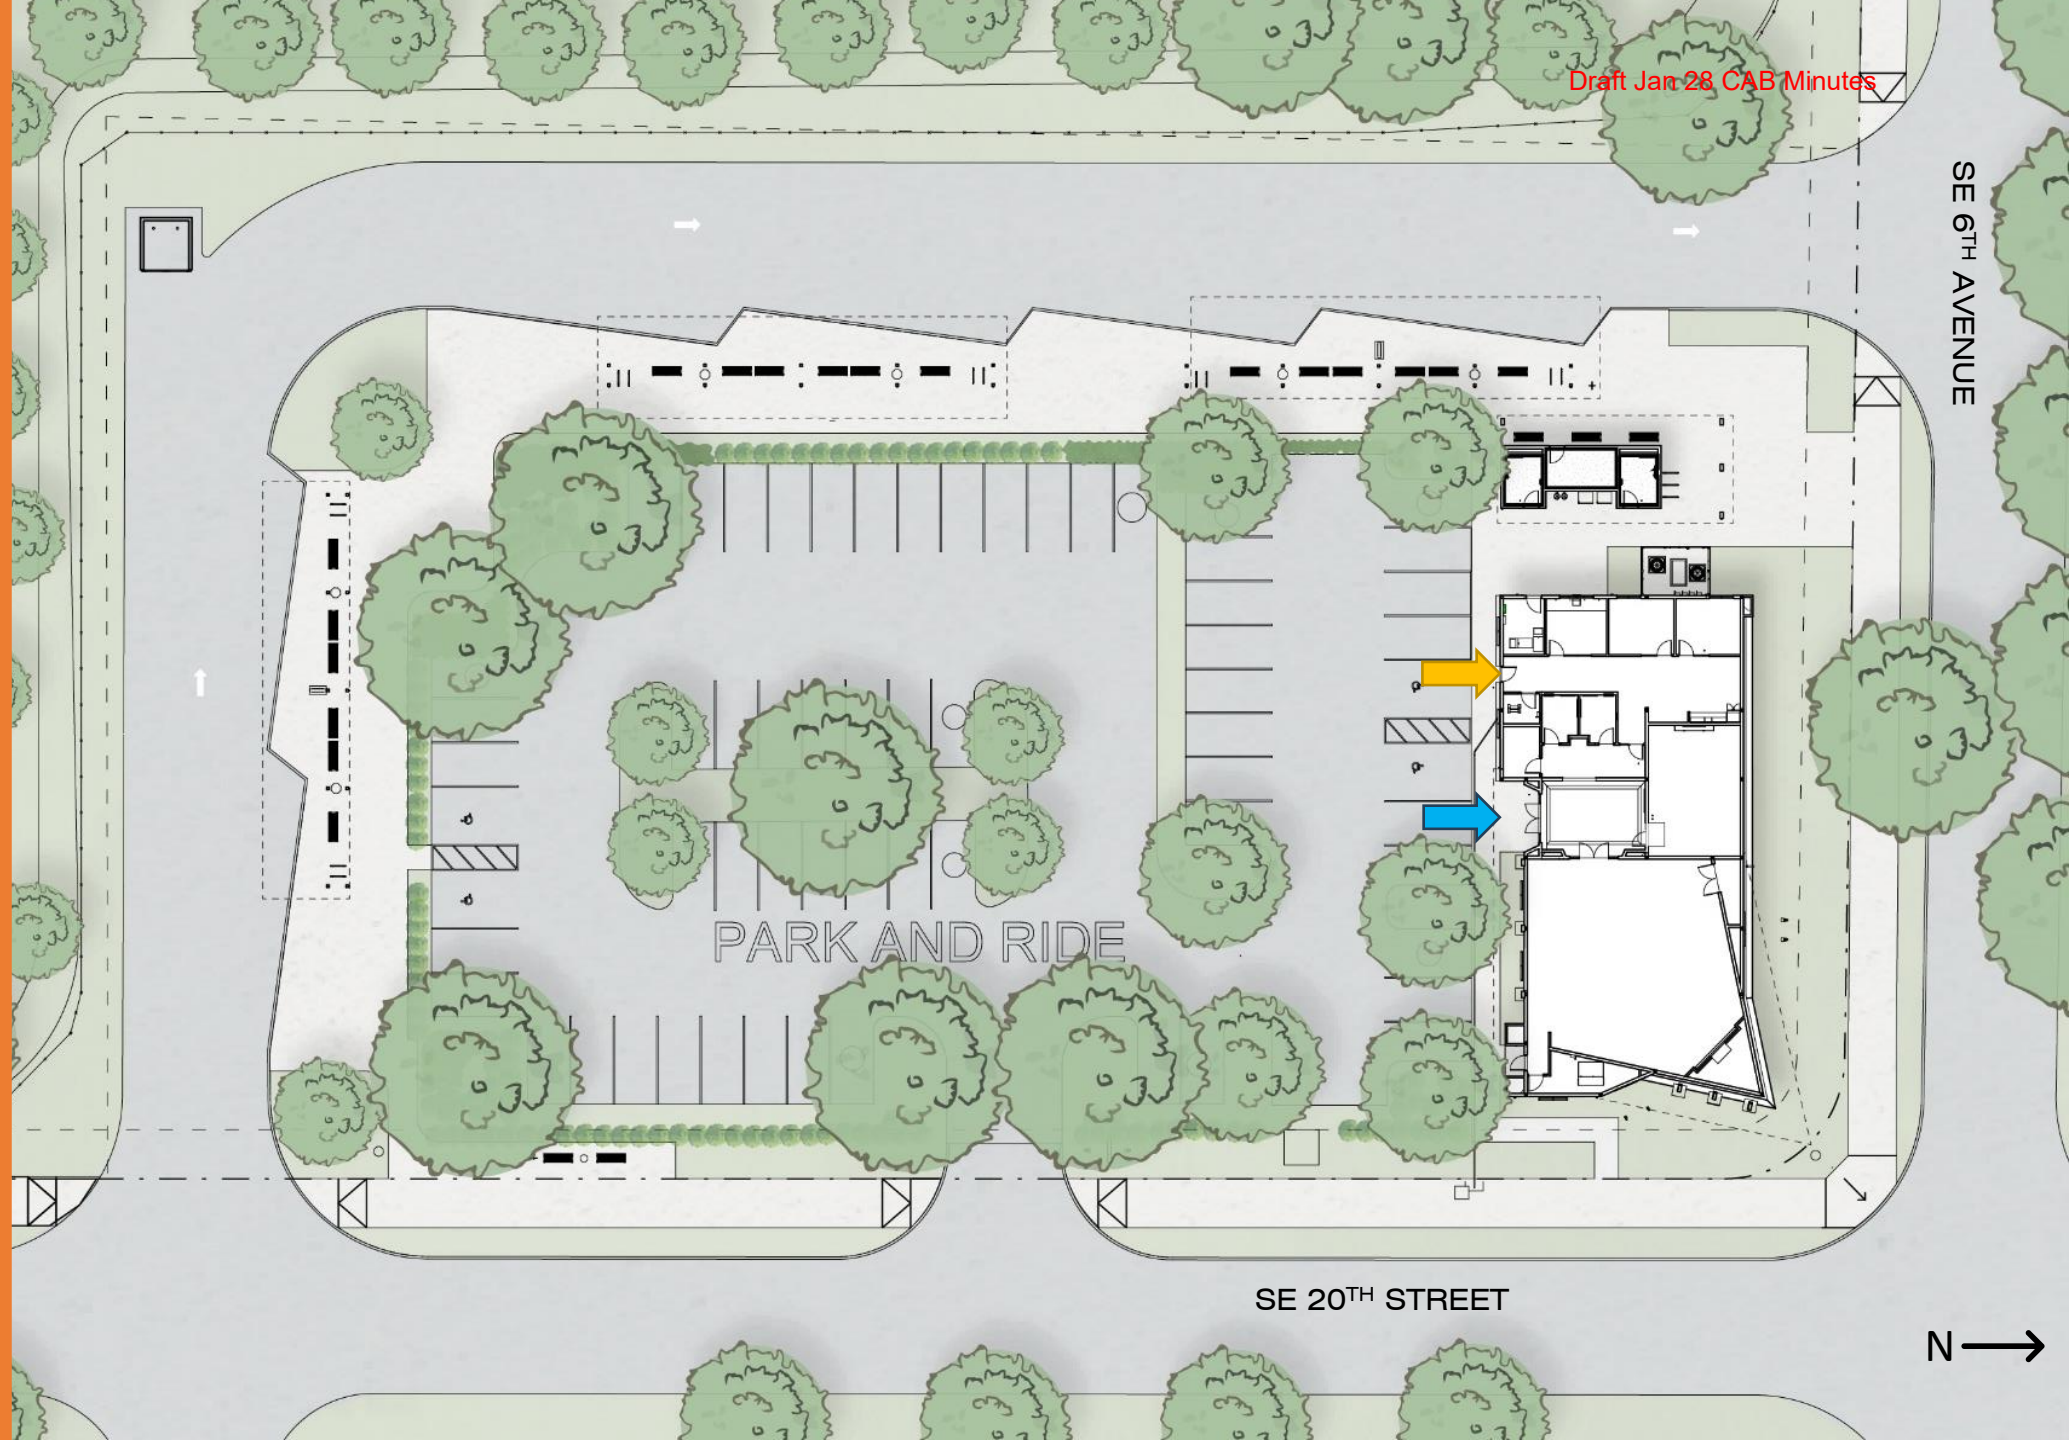 Draft Jan 28 CAB Minutes
SE 6TH AVENUE
PARK AND RIDE
SE 20TH STREET
N